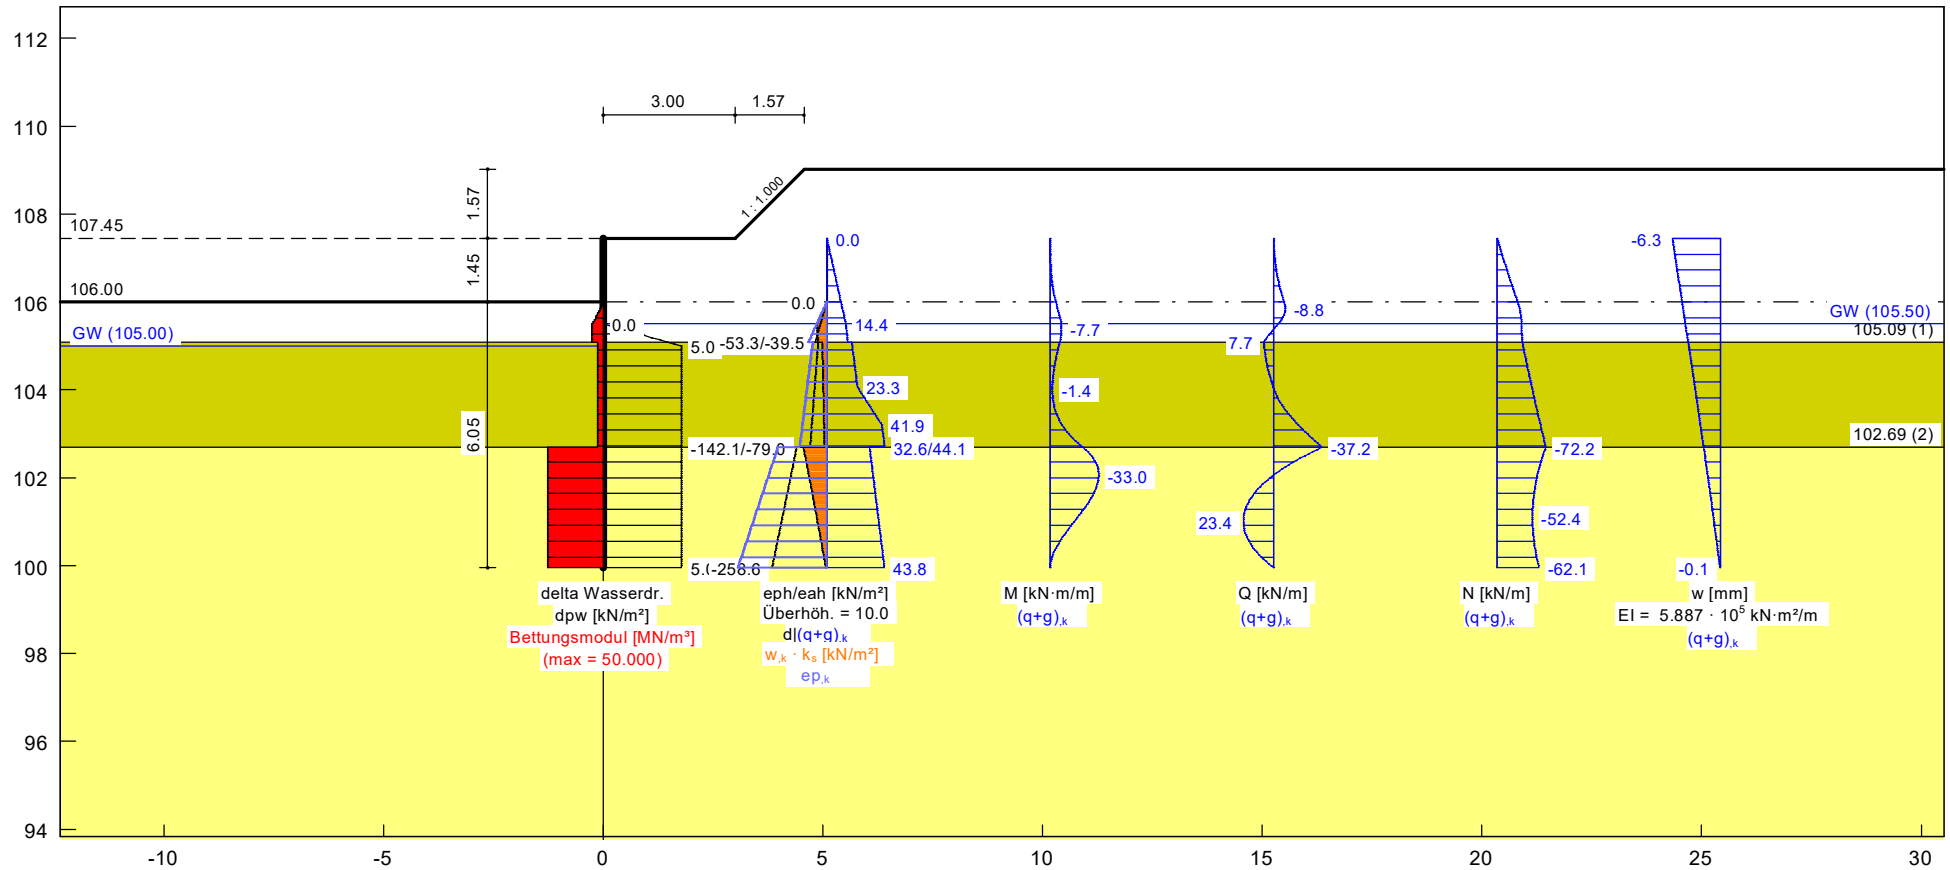 112
110
108
106
104
102
100
98
96
94
-10
-5
0
5
10
15
20
25
30
3.00
1.57
1.57
1.45
6.05
1 : 1.000
107.45
106.00
GW (105.00)
GW (105.50)
105.09 (1)
102.69 (2)
0.0
5.0
0.0
-53.3/-39.5
-142.1/-79.0
-258.6
0.0
14.4
23.3
41.9
32.6/44.1
43.8
-7.7
-1.4
-33.0
-8.8
7.7
-37.2
23.4
-72.2
-52.4
-62.1
-6.3
-0.1
delta Wasserdr.
dpw [kN/m²]
Bettungsmodul [MN/m³]
(max = 50.000)
eph/eah [kN/m²]
Überhöh. = 10.0
d|(q+g),k
w,k · ks [kN/m²]
ep,k
M [kN·m/m]
(q+g),k
Q [kN/m]
(q+g),k
N [kN/m]
(q+g),k
w [mm]
EI = 5.887 · 10⁵ kN·m²/m
(q+g),k